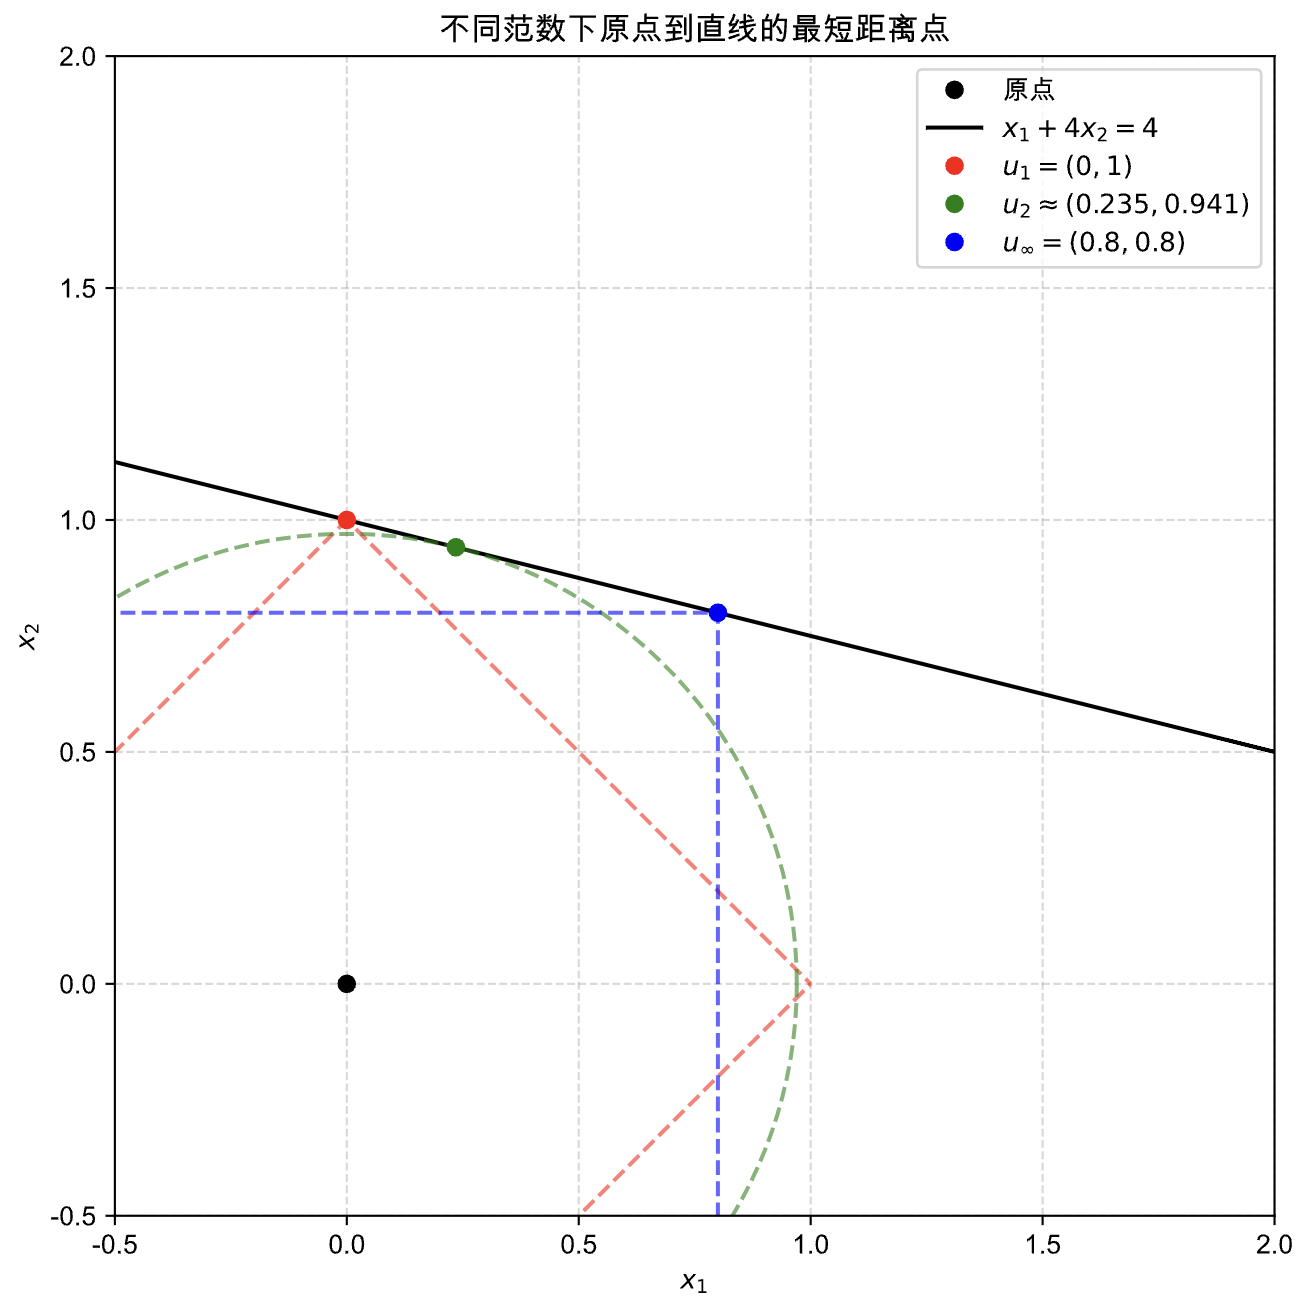 不同范数下原点到直线的最短距离点
原点
x₁ + 4x₂ = 4
u₁ = (0, 1)
u₂ ≈ (0.235, 0.941)
u∞ = (0.8, 0.8)
2.0
1.5
1.0
0.5
0.0
-0.5
x₂
-0.5 0.0 0.5 1.0 1.5 2.0
x₁